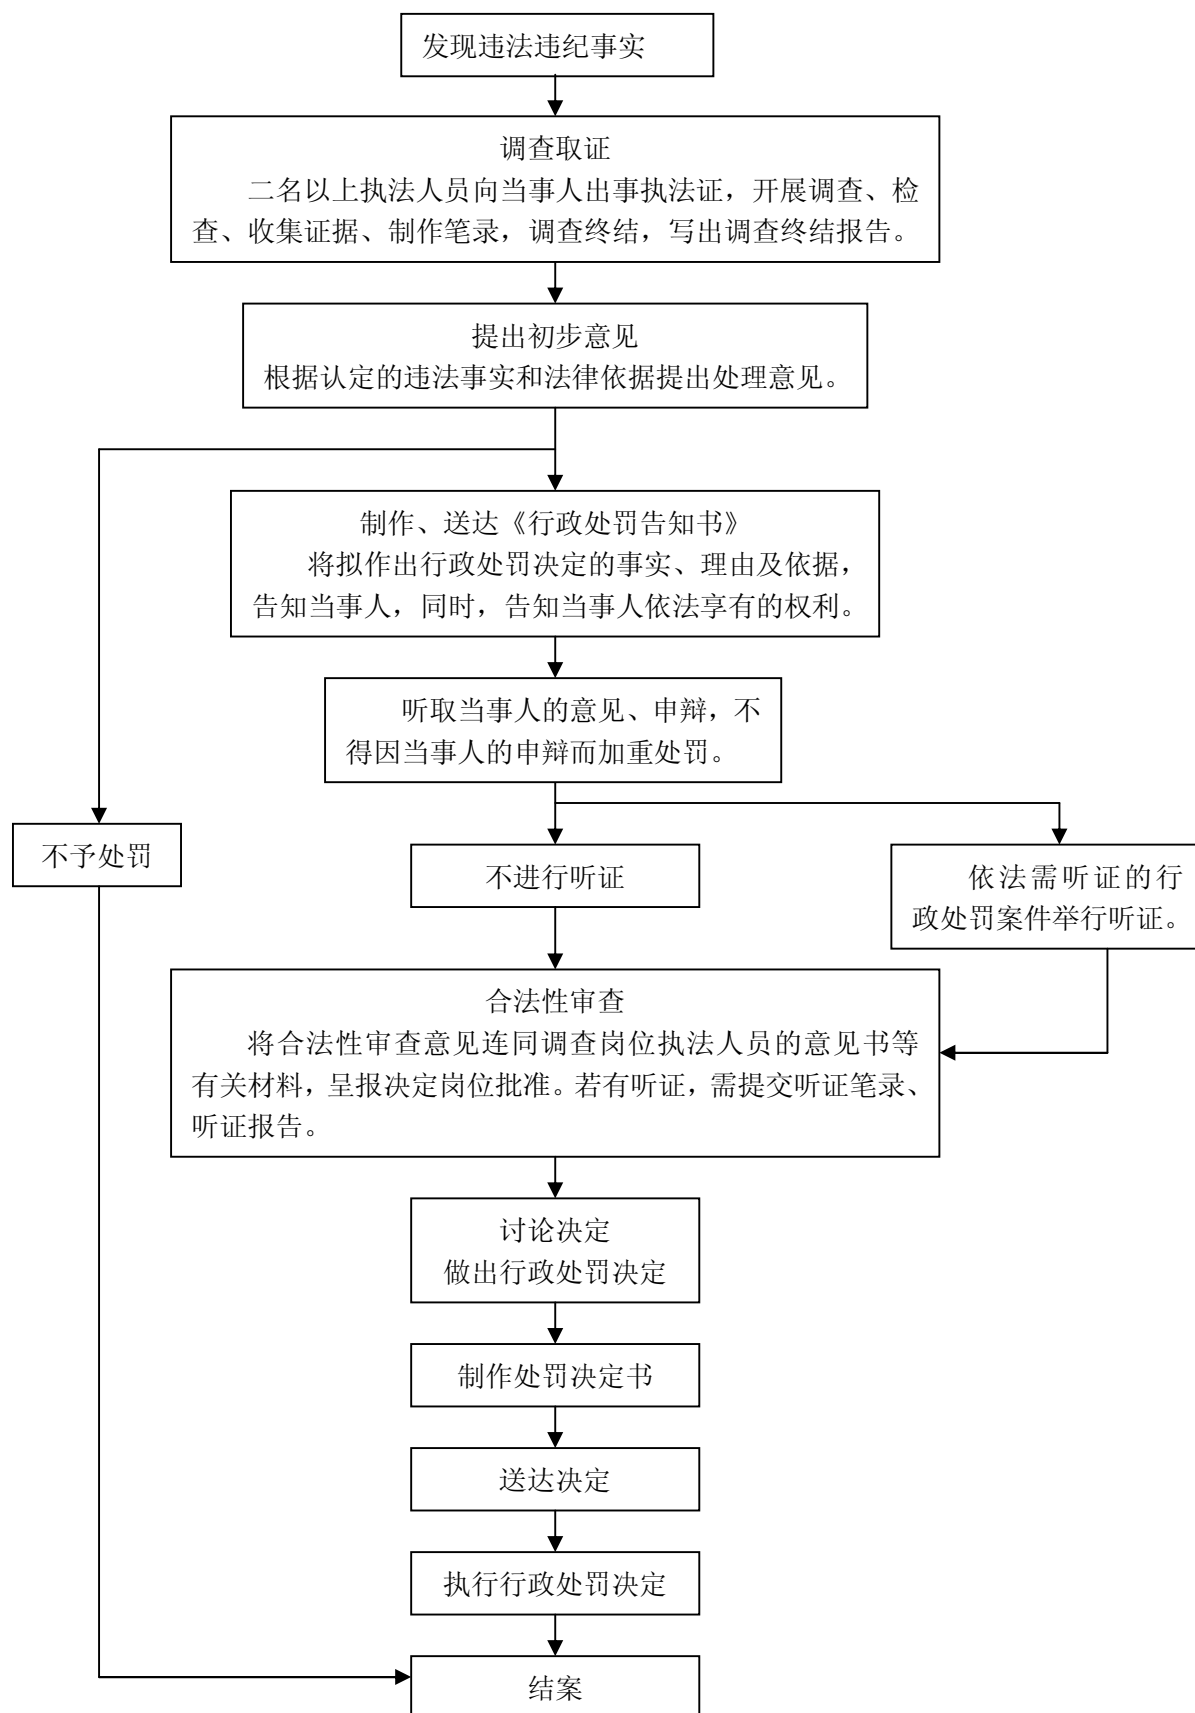 发现违法违纪事实
调查取证
二名以上执法人员向当事人出事执法证，开展调查、检
查、收集证据、制作笔录，调查终结，写出调查终结报告。
提出初步意见
根据认定的违法事实和法律依据提出处理意见。
制作、送达《行政处罚告知书》
将拟作出行政处罚决定的事实、理由及依据，
告知当事人，同时，告知当事人依法享有的权利。
听取当事人的意见、申辩，不
得因当事人的申辩而加重处罚。
不予处罚
不进行听证
依法需听证的行
政处罚案件举行听证。
合法性审查
将合法性审查意见连同调查岗位执法人员的意见书等
有关材料，呈报决定岗位批准。若有听证，需提交听证笔录、
听证报告。
讨论决定
做出行政处罚决定
制作处罚决定书
送达决定
执行行政处罚决定
结案